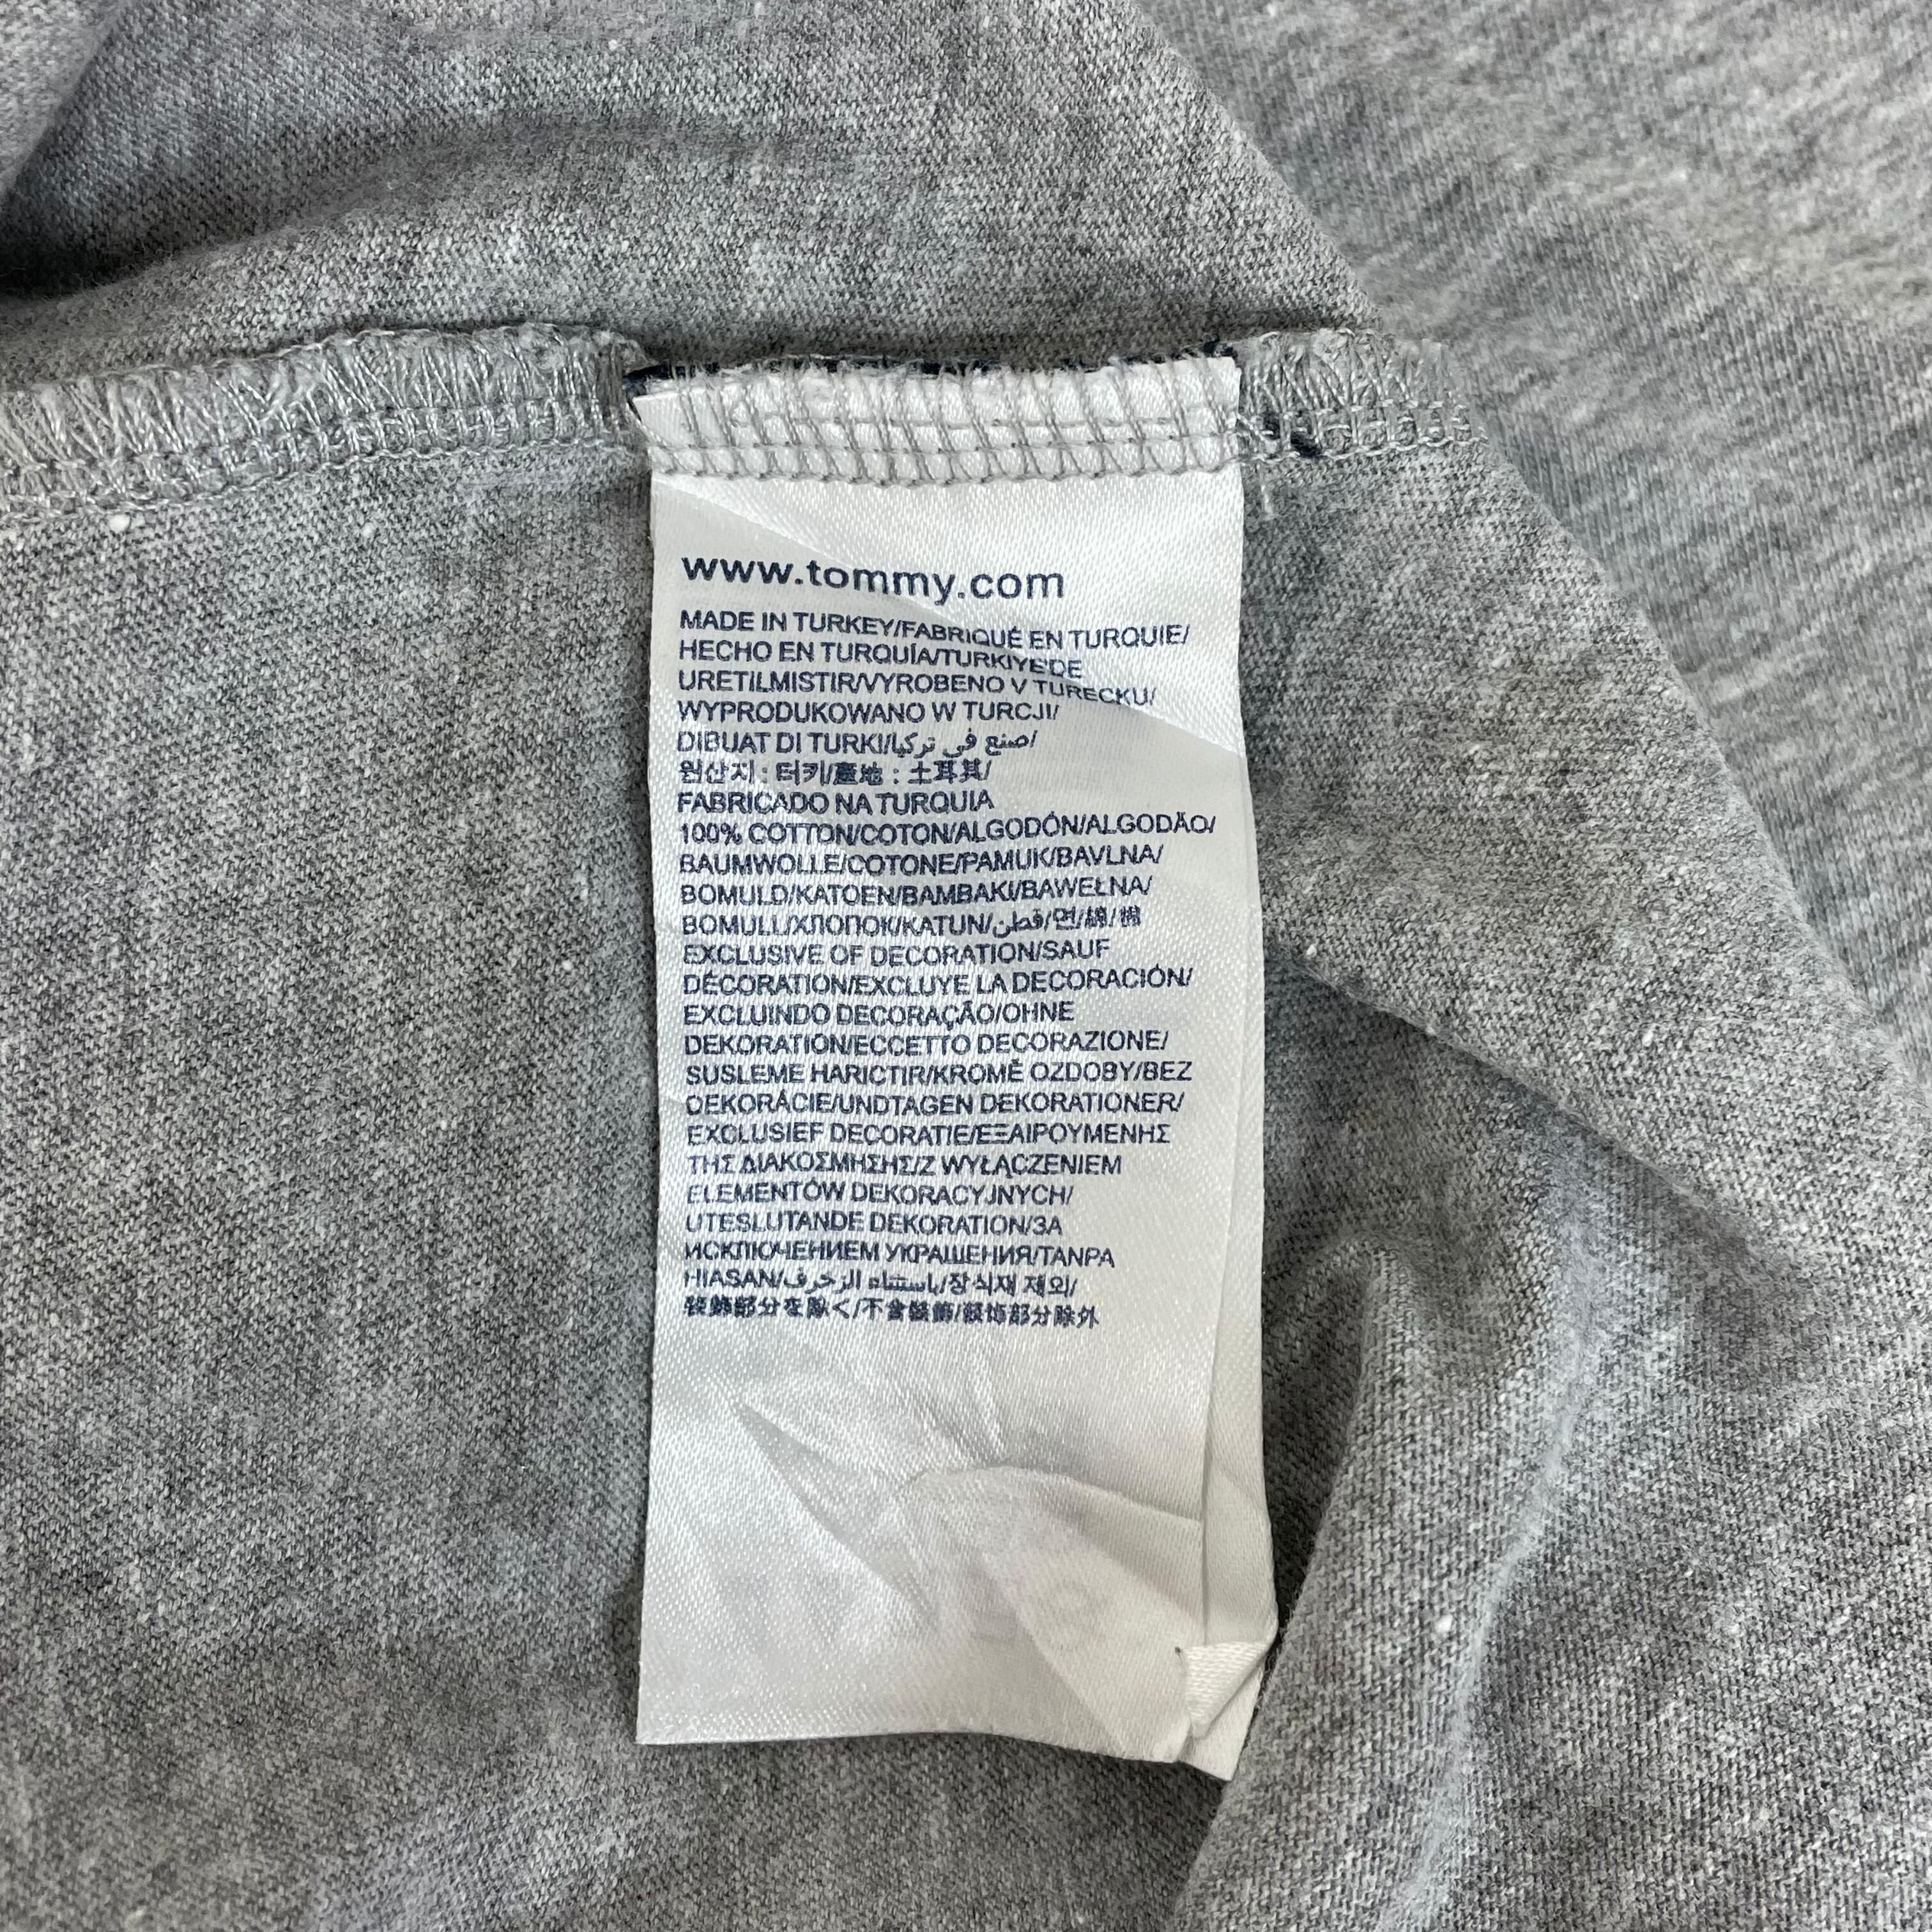 www.tommy.com
MADE IN TURKEY/FABRIQUÉ EN TURQUIE/
HECHO EN TURQUÍA/TURKIYE'DE
URETILMISTIR/VYROBENO V TURECKU/
WYPRODUKOWANO W TURCJI/
DIBUAT DI TURKI/صنع في تركيا/
원산지 : 터키/產地 : 土耳其/
FABRICADO NA TURQUIA
100% COTTON/COTON/ALGODÓN/ALGODÃO/
BAUMWOLLE/COTONE/PAMUK/BAVLNA/
BOMULD/KATOEN/BAMBAKI/BAWEŁNA/
BOMULL/ХЛОПОК/KATUN/قطن/면/綿/棉
EXCLUSIVE OF DECORATION/SAUF
DÉCORATION/EXCLUYE LA DECORACIÓN/
EXCLUINDO DECORAÇÃO/OHNE
DEKORATION/ECCETTO DECORAZIONE/
SUSLEME HARICTIR/KROMĚ OZDOBY/BEZ
DEKORÁCIE/UNDTAGEN DEKORATIONER/
EXCLUSIEF DECORATIE/ΕΞΑΙΡΟΥΜΕΝΗΣ
ΤΗΣ ΔΙΑΚΟΣΜΗΣΗΣ/Z WYŁĄCZENIEM
ELEMENTÓW DEKORACYJNYCH/
UTESLUTANDE DEKORATION/ЗА
ИСКЛЮЧЕНИЕМ УКРАШЕНИЯ/TANPA
HIASAN/باستثناء الزخرف/장식재 제외/
装飾部分を除く/不含裝飾/装饰部分除外